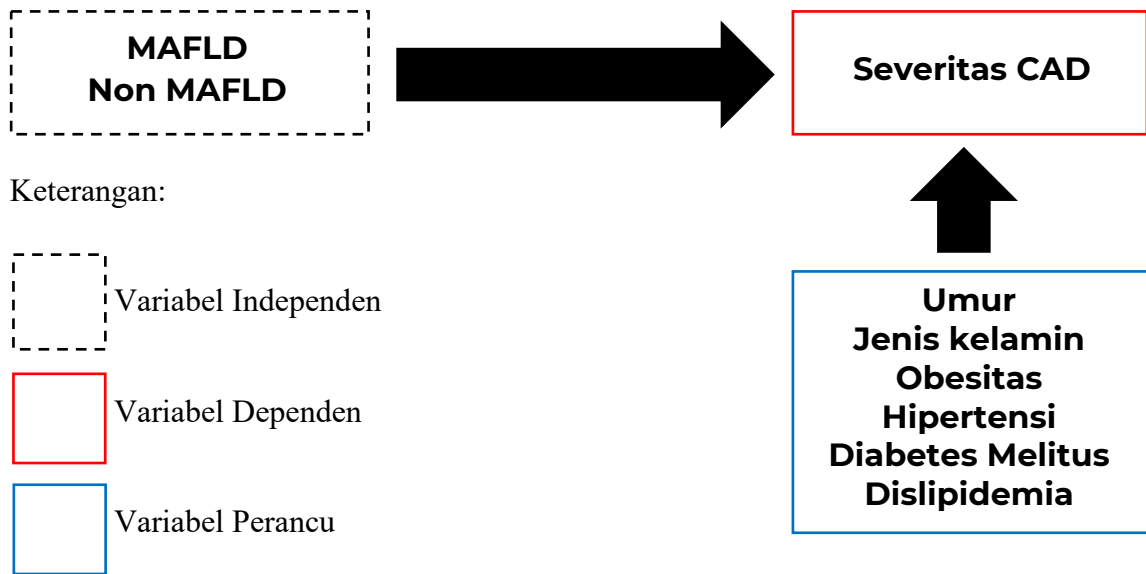 MAFLD
Non MAFLD
Severitas CAD
Keterangan:
Variabel Independen
Variabel Dependen
Variabel Perancu
Umur
Jenis kelamin
Obesitas
Hipertensi
Diabetes Melitus
Dislipidemia